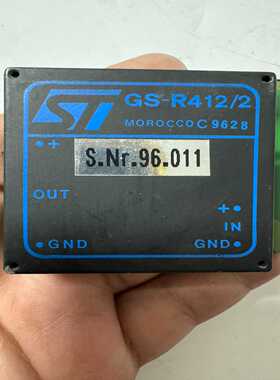 ST GS-R412/2
MOROCCO C 9628
+
S.Nr.96.011
OUT
+
IN
GND GND